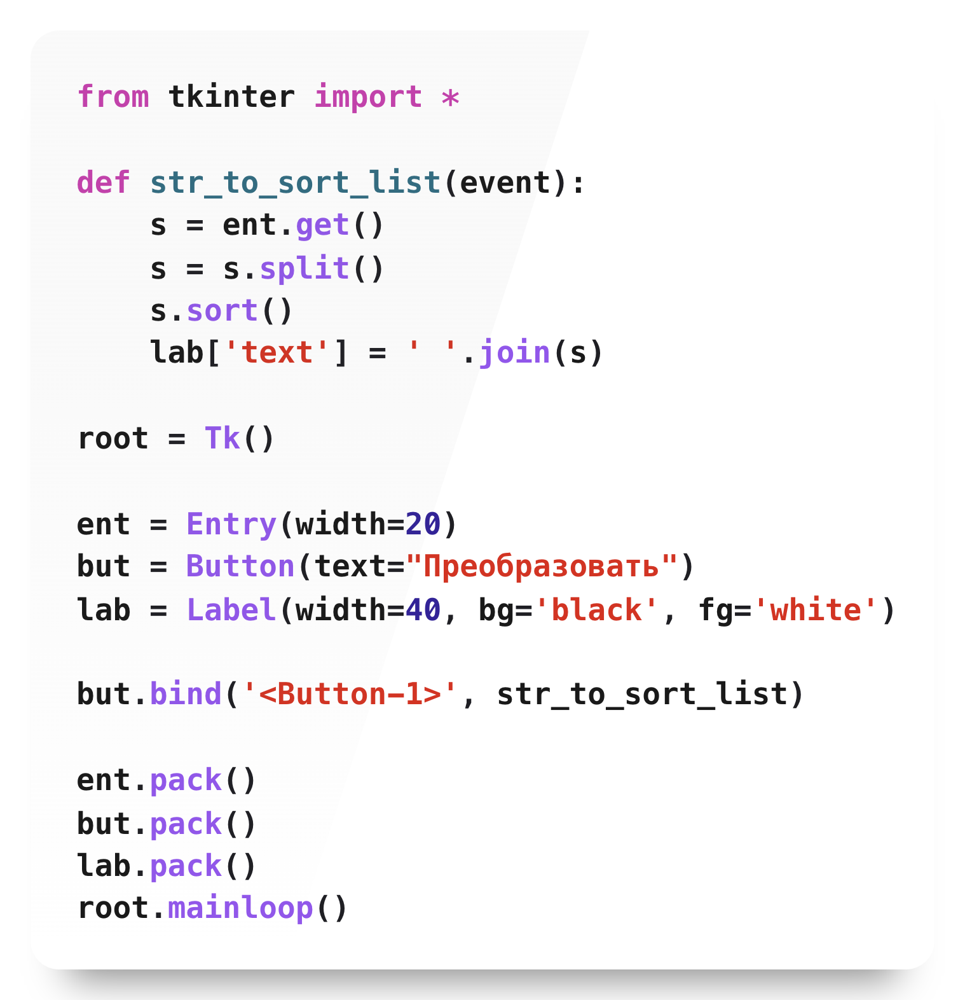 from tkinter import *
def str_to_sort_list(event):
    s = ent.get()
    s = s.split()
    s.sort()
    lab['text'] = ' '.join(s)
root = Tk()
ent = Entry(width=20)
but = Button(text="Преобразовать")
lab = Label(width=40, bg='black', fg='white')
but.bind('<Button-1>', str_to_sort_list)
ent.pack()
but.pack()
lab.pack()
root.mainloop()